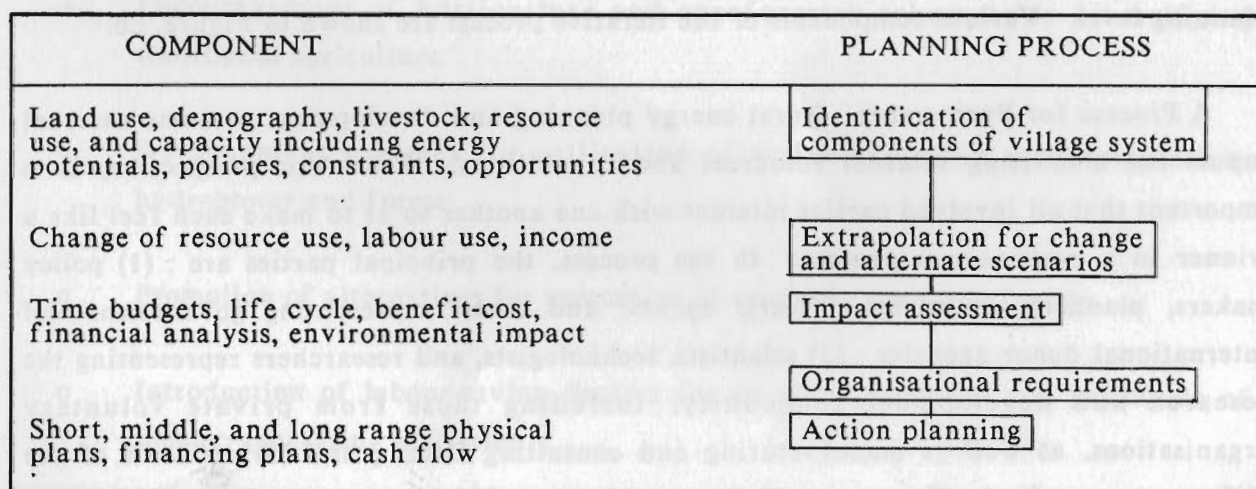 COMPONENT
PLANNING PROCESS
Land use, demography, livestock, resource
use, and capacity including energy
potentials, policies, constraints, opportunities
Identification of
components of village system
Change of resource use, labour use, income
Extrapolation for change
and alternate scenarios
Time budgets, life cycle, benefit-cost,
financial analysis, environmental impact
Impact assessment
Organisational requirements
Short, middle, and long range physical
plans, financing plans, cash flow
Action planning